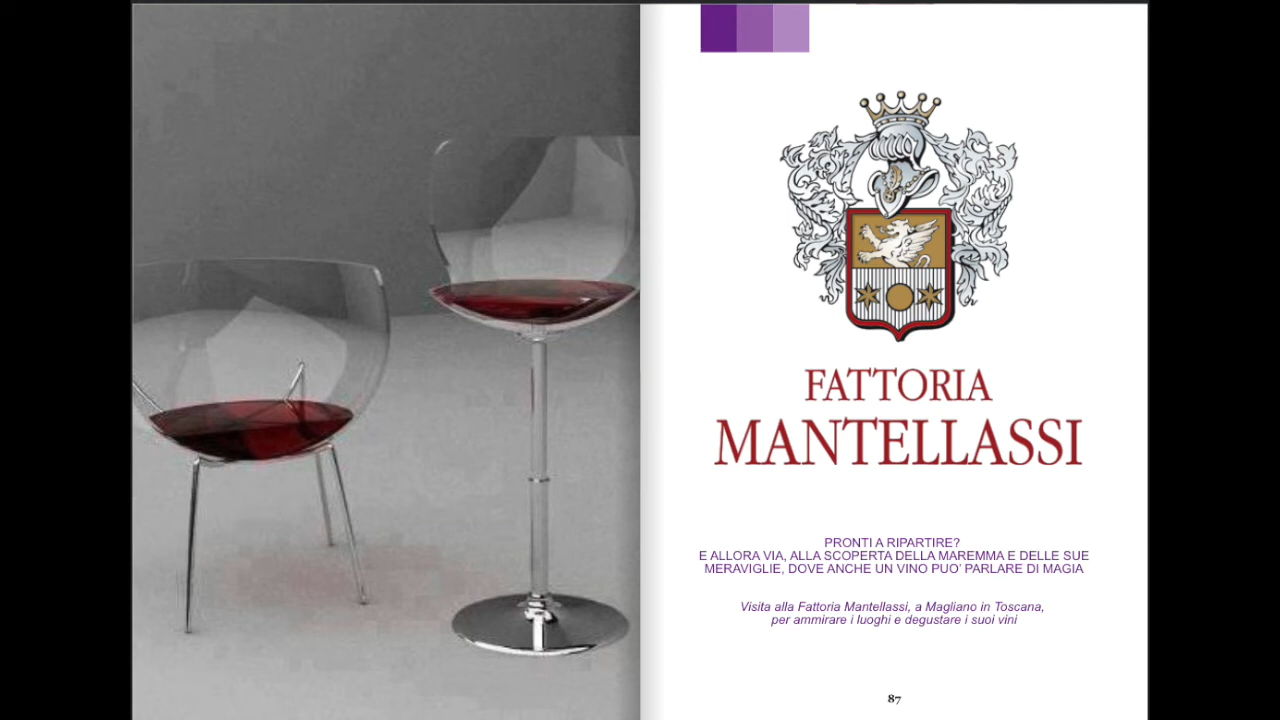 FATTORIA
MANTELLASSI
PRONTI A RIPARTIRE?
E ALLORA VIA, ALLA SCOPERTA DELLA MAREMMA E DELLE SUE
MERAVIGLIE, DOVE ANCHE UN VINO PUO' PARLARE DI MAGIA
Visita alla Fattoria Mantellassi, a Magliano in Toscana,
per ammirare i luoghi e degustare i suoi vini
87